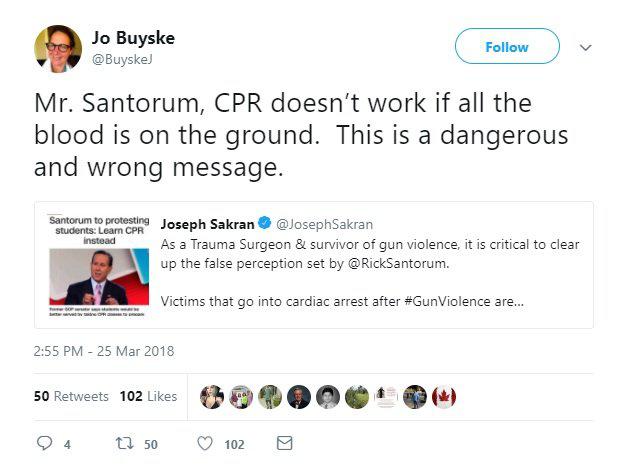 Jo Buyske
@BuyskeJ
Follow
Mr. Santorum, CPR doesn’t work if all the
blood is on the ground.  This is a dangerous
and wrong message.
Santorum to protesting
students: Learn CPR
instead
Former GOP senator says students would be
better served by taking CPR classes to prepare
Joseph Sakran @JosephSakran
As a Trauma Surgeon & survivor of gun violence, it is critical to clear
up the false perception set by @RickSantorum.
Victims that go into cardiac arrest after #GunViolence are...
2:55 PM - 25 Mar 2018
50 Retweets 102 Likes
4 50 102